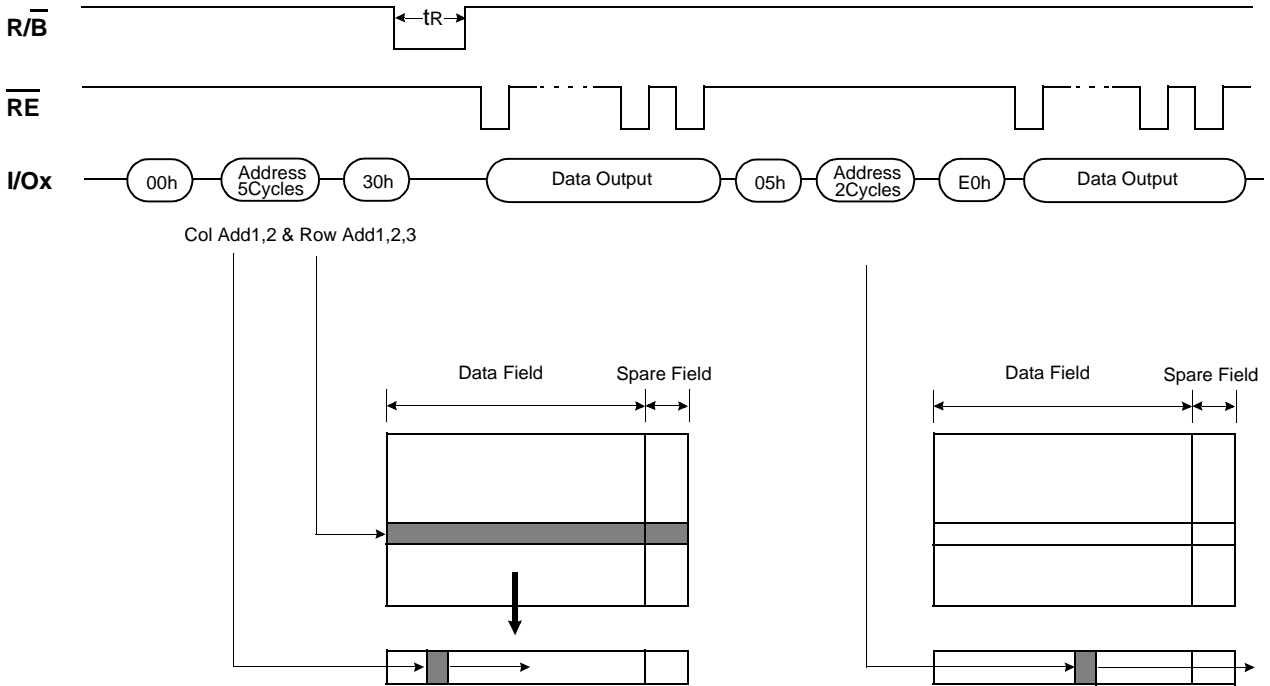 R/B
tR
RE
I/Ox
00h
Address
5Cycles
30h
Data Output
05h
Address
2Cycles
E0h
Data Output
Col Add1,2 & Row Add1,2,3
Data Field
Spare Field
Data Field
Spare Field